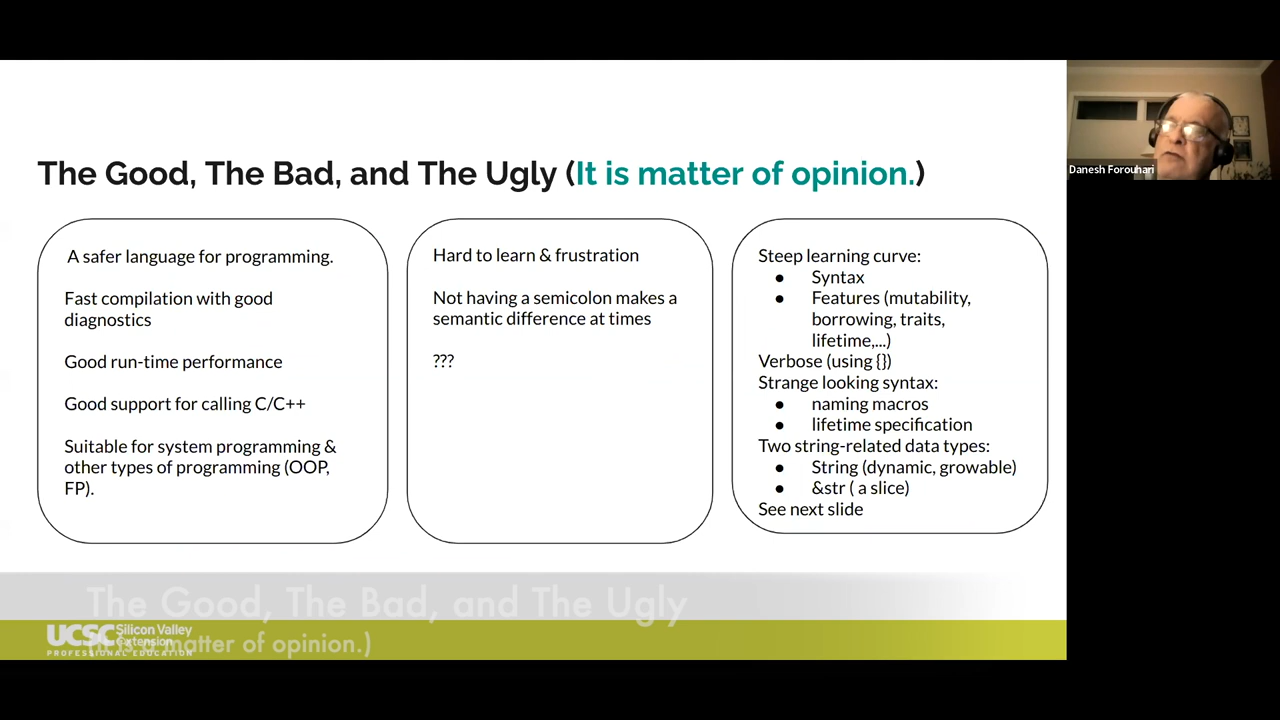 The Good, The Bad, and The Ugly (It is matter of opinion.)
A safer language for programming.
Fast compilation with good
diagnostics
Good run-time performance
Good support for calling C/C++
Suitable for system programming &
other types of programming (OOP,
FP).
Hard to learn & frustration
Not having a semicolon makes a
semantic difference at times
???
Steep learning curve:
● Syntax
● Features (mutability,
borrowing, traits,
lifetime,...)
Verbose (using {})
Strange looking syntax:
● naming macros
● lifetime specification
Two string-related data types:
● String (dynamic, growable)
● &str ( a slice)
See next slide
Danesh Forouhari
The Good, The Bad, and The Ugly
UCSC Silicon Valley
Extension
PROFESSIONAL EDUCATION
is a matter of opinion.)